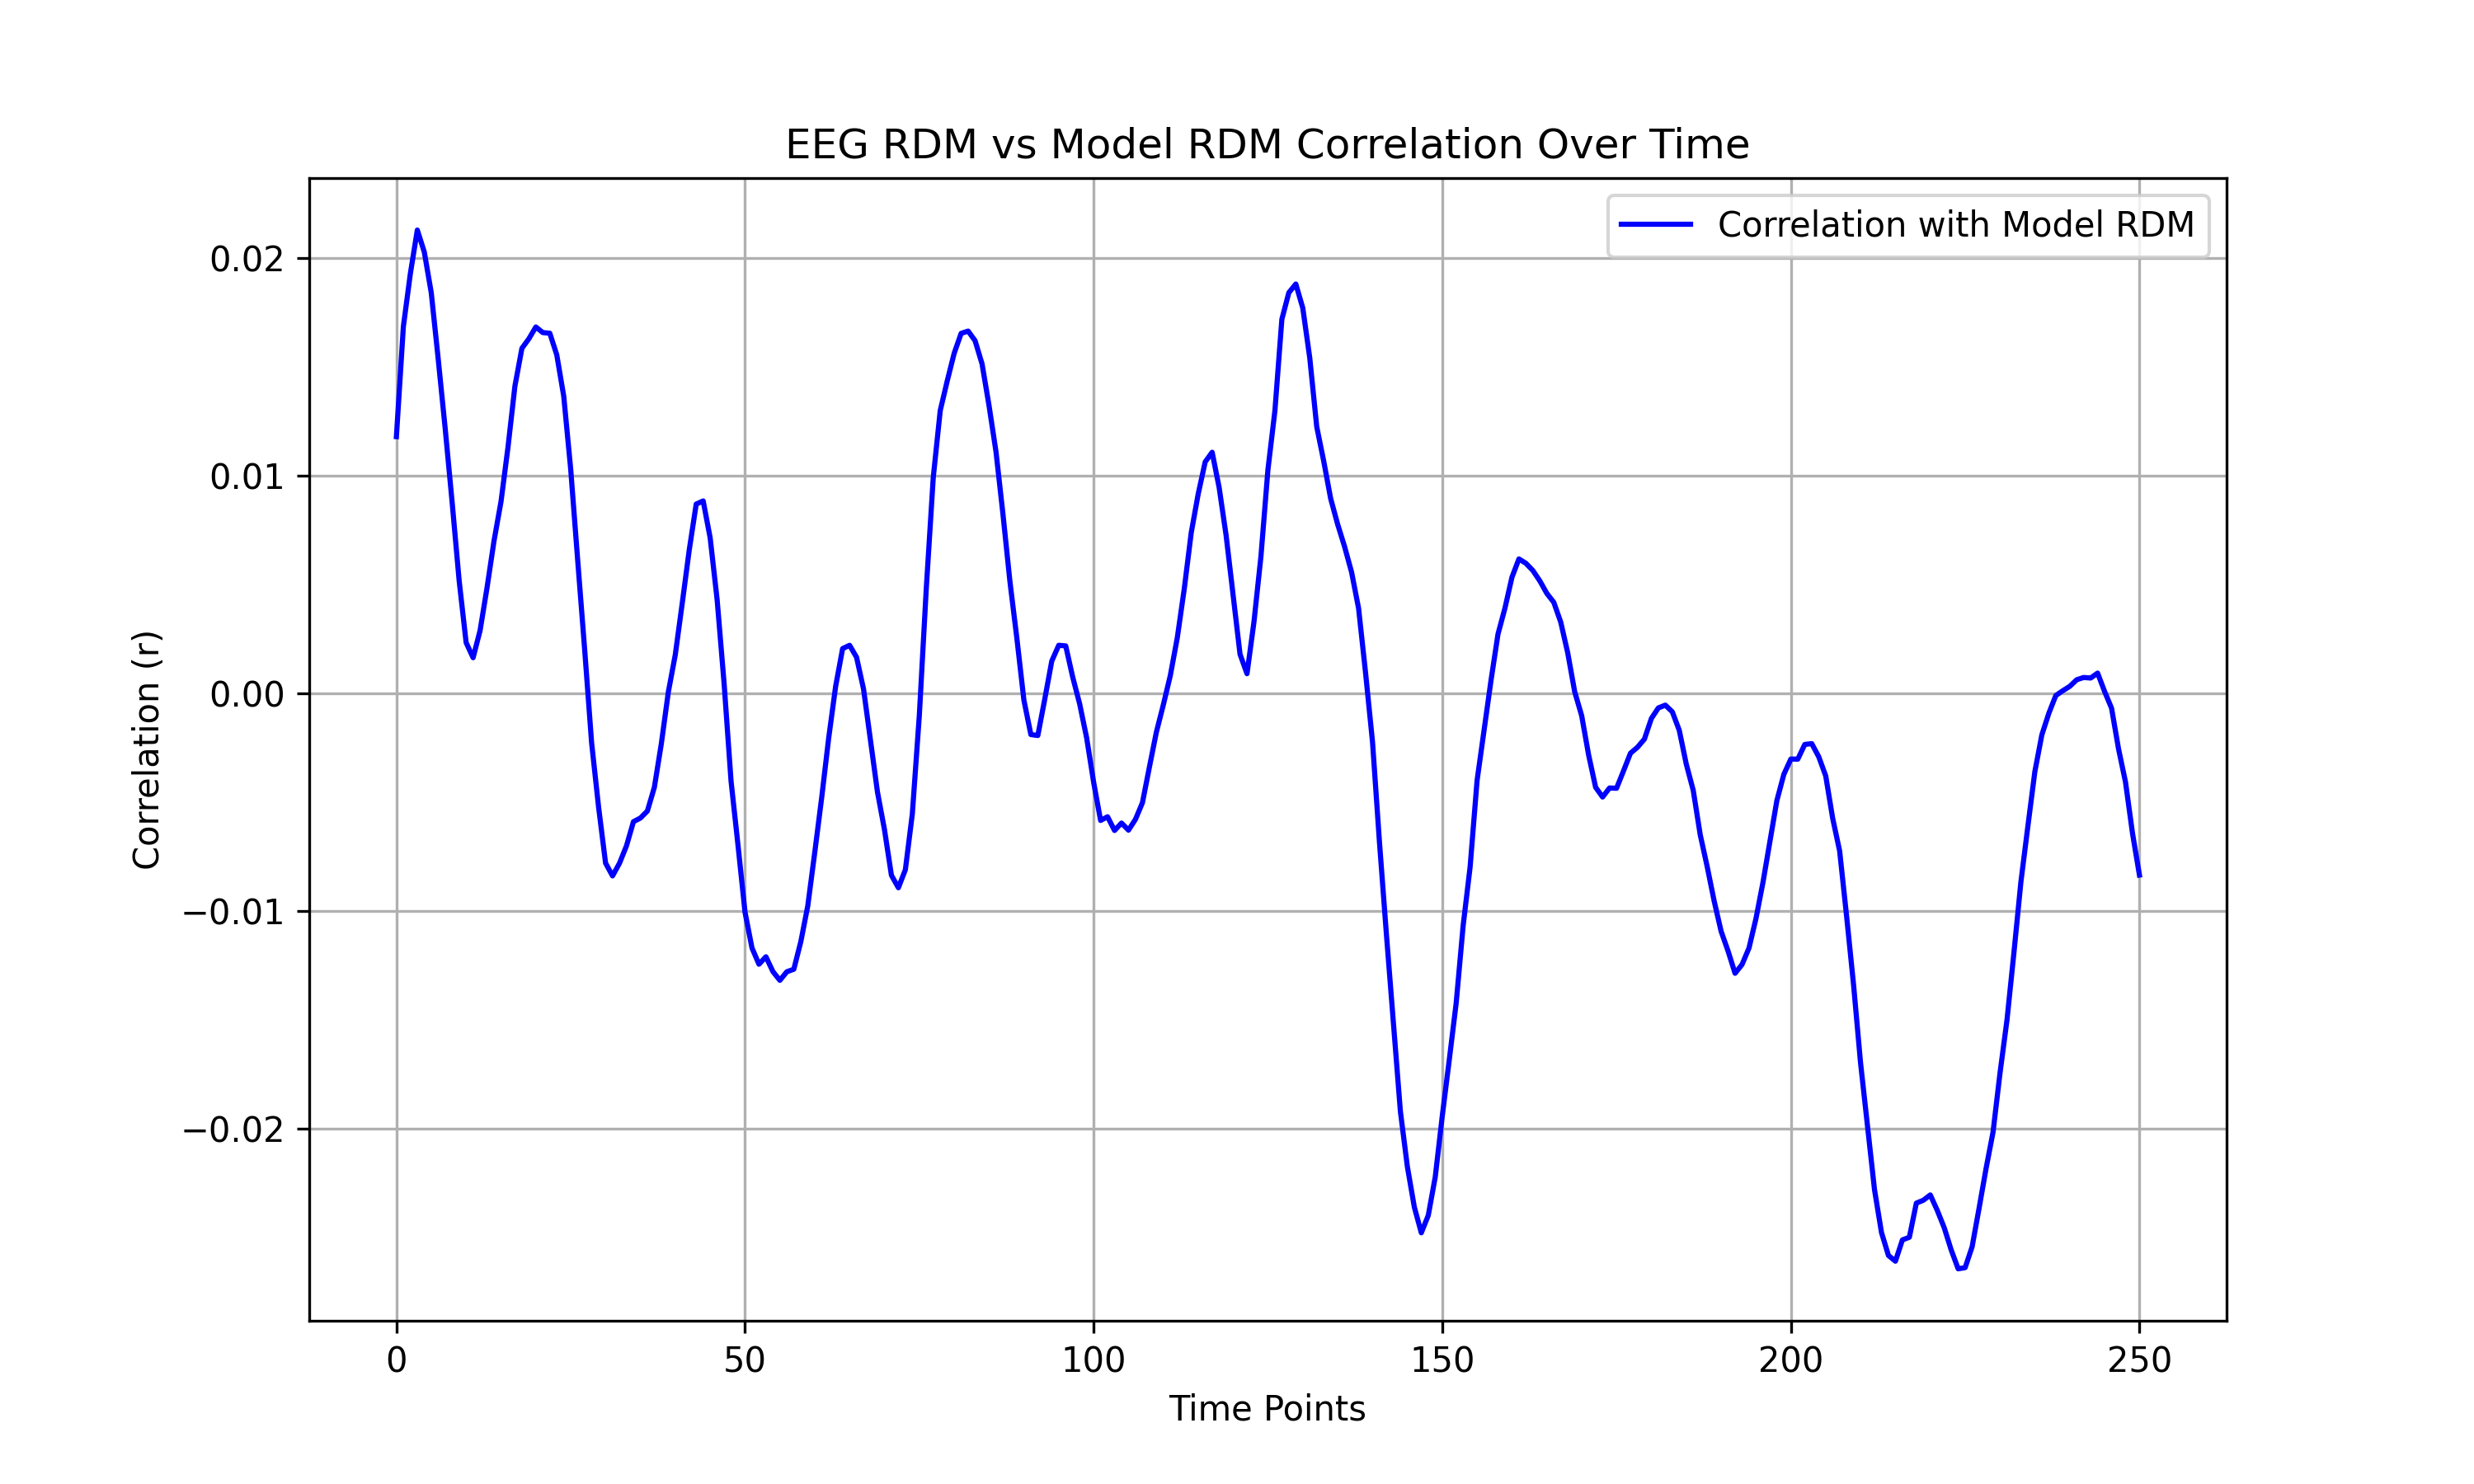 EEG RDM vs Model RDM Correlation Over Time
Correlation with Model RDM
Correlation (r)
0.02
0.01
0.00
−0.01
−0.02
0 50 100 150 200 250
Time Points